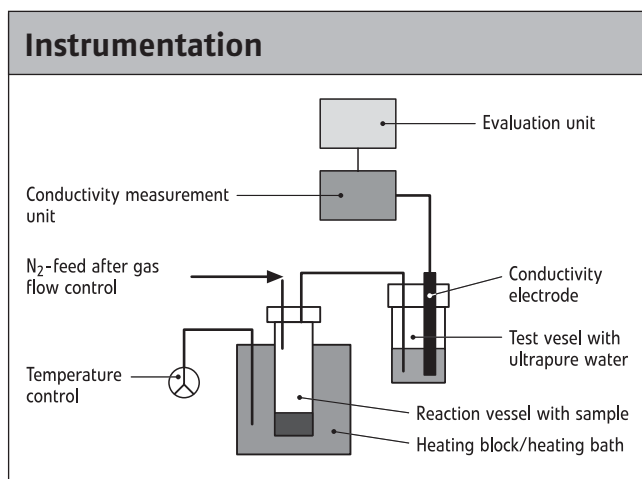 Instrumentation
Evaluation unit
Conductivity measurement
unit
N₂-feed after gas
flow control
Conductivity
electrode
Test vesel with
ultrapure water
Temperature
control
Reaction vessel with sample
Heating block/heating bath